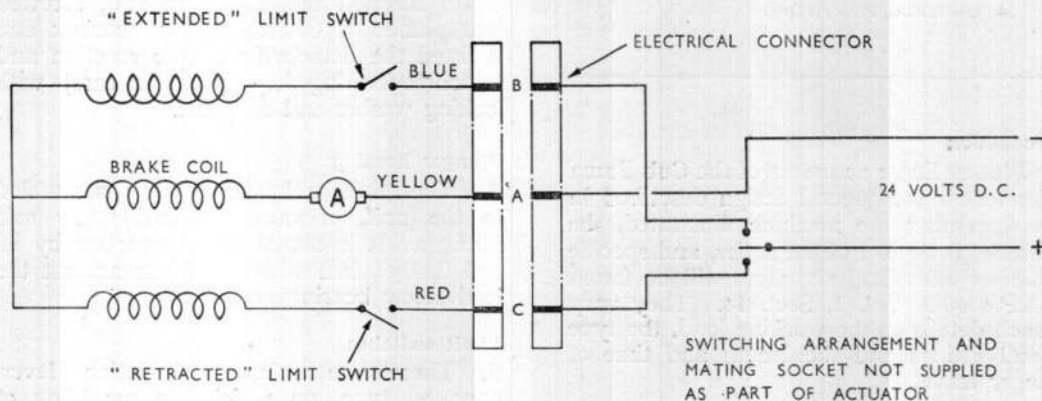 "EXTENDED" LIMIT SWITCH
ELECTRICAL CONNECTOR
BLUE
B
BRAKE COIL
A
YELLOW
A
24 VOLTS D.C.
−
+
RED
C
"RETRACTED" LIMIT SWITCH
SWITCHING ARRANGEMENT AND
MATING SOCKET NOT SUPPLIED
AS PART OF ACTUATOR